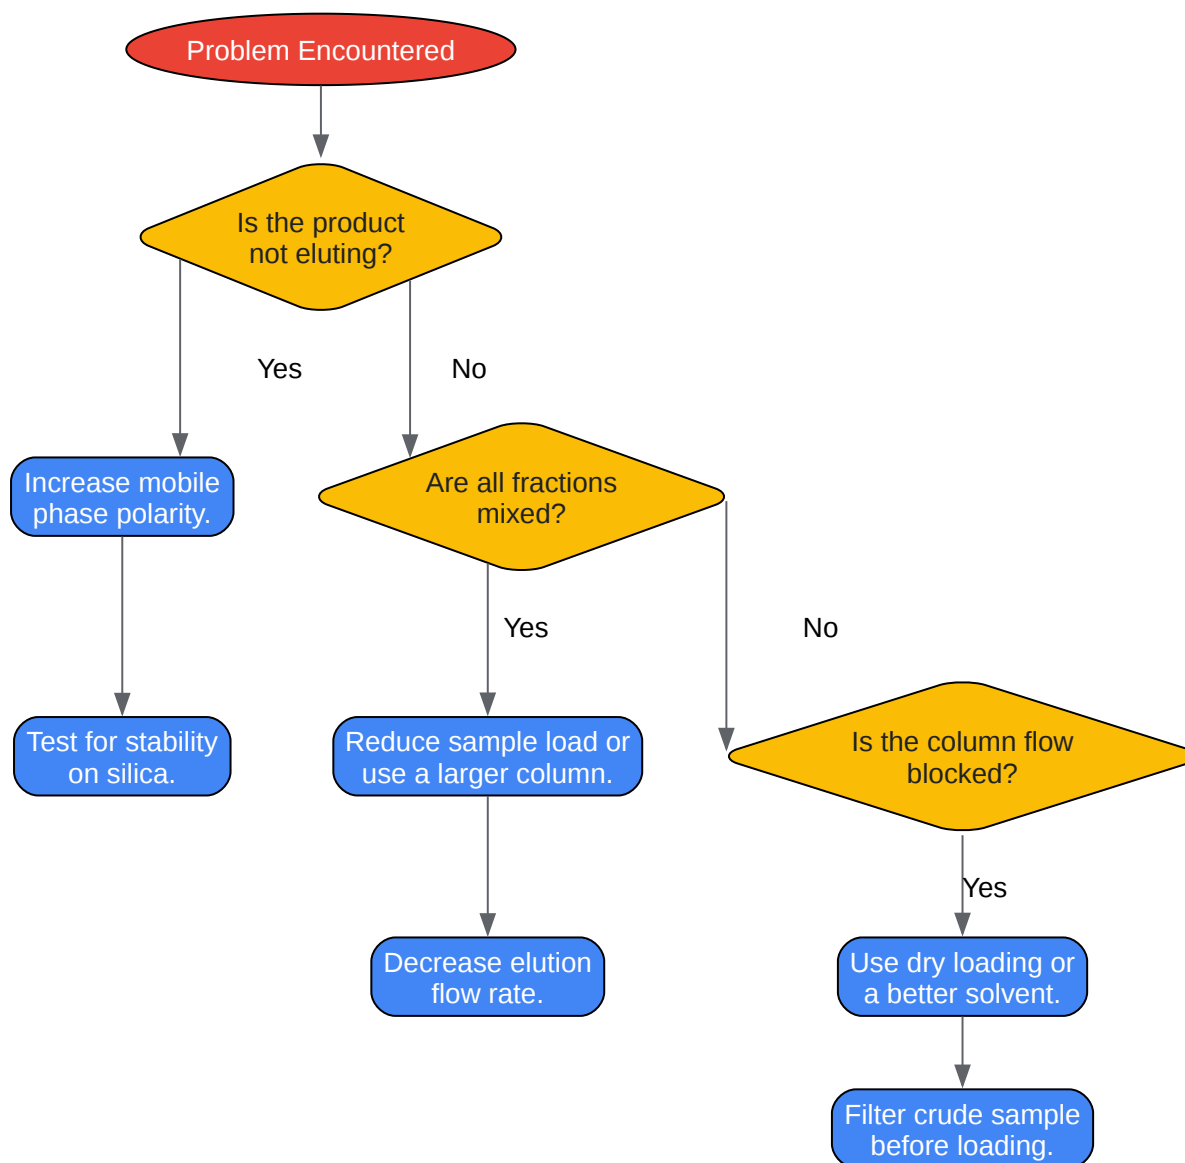 Problem Encountered
Is the product
not eluting?
Yes
No
Increase mobile
phase polarity.
Are all fractions
mixed?
Yes
No
Test for stability
on silica.
Reduce sample load or
use a larger column.
Is the column flow
blocked?
Yes
Decrease elution
flow rate.
Use dry loading or
a better solvent.
Filter crude sample
before loading.